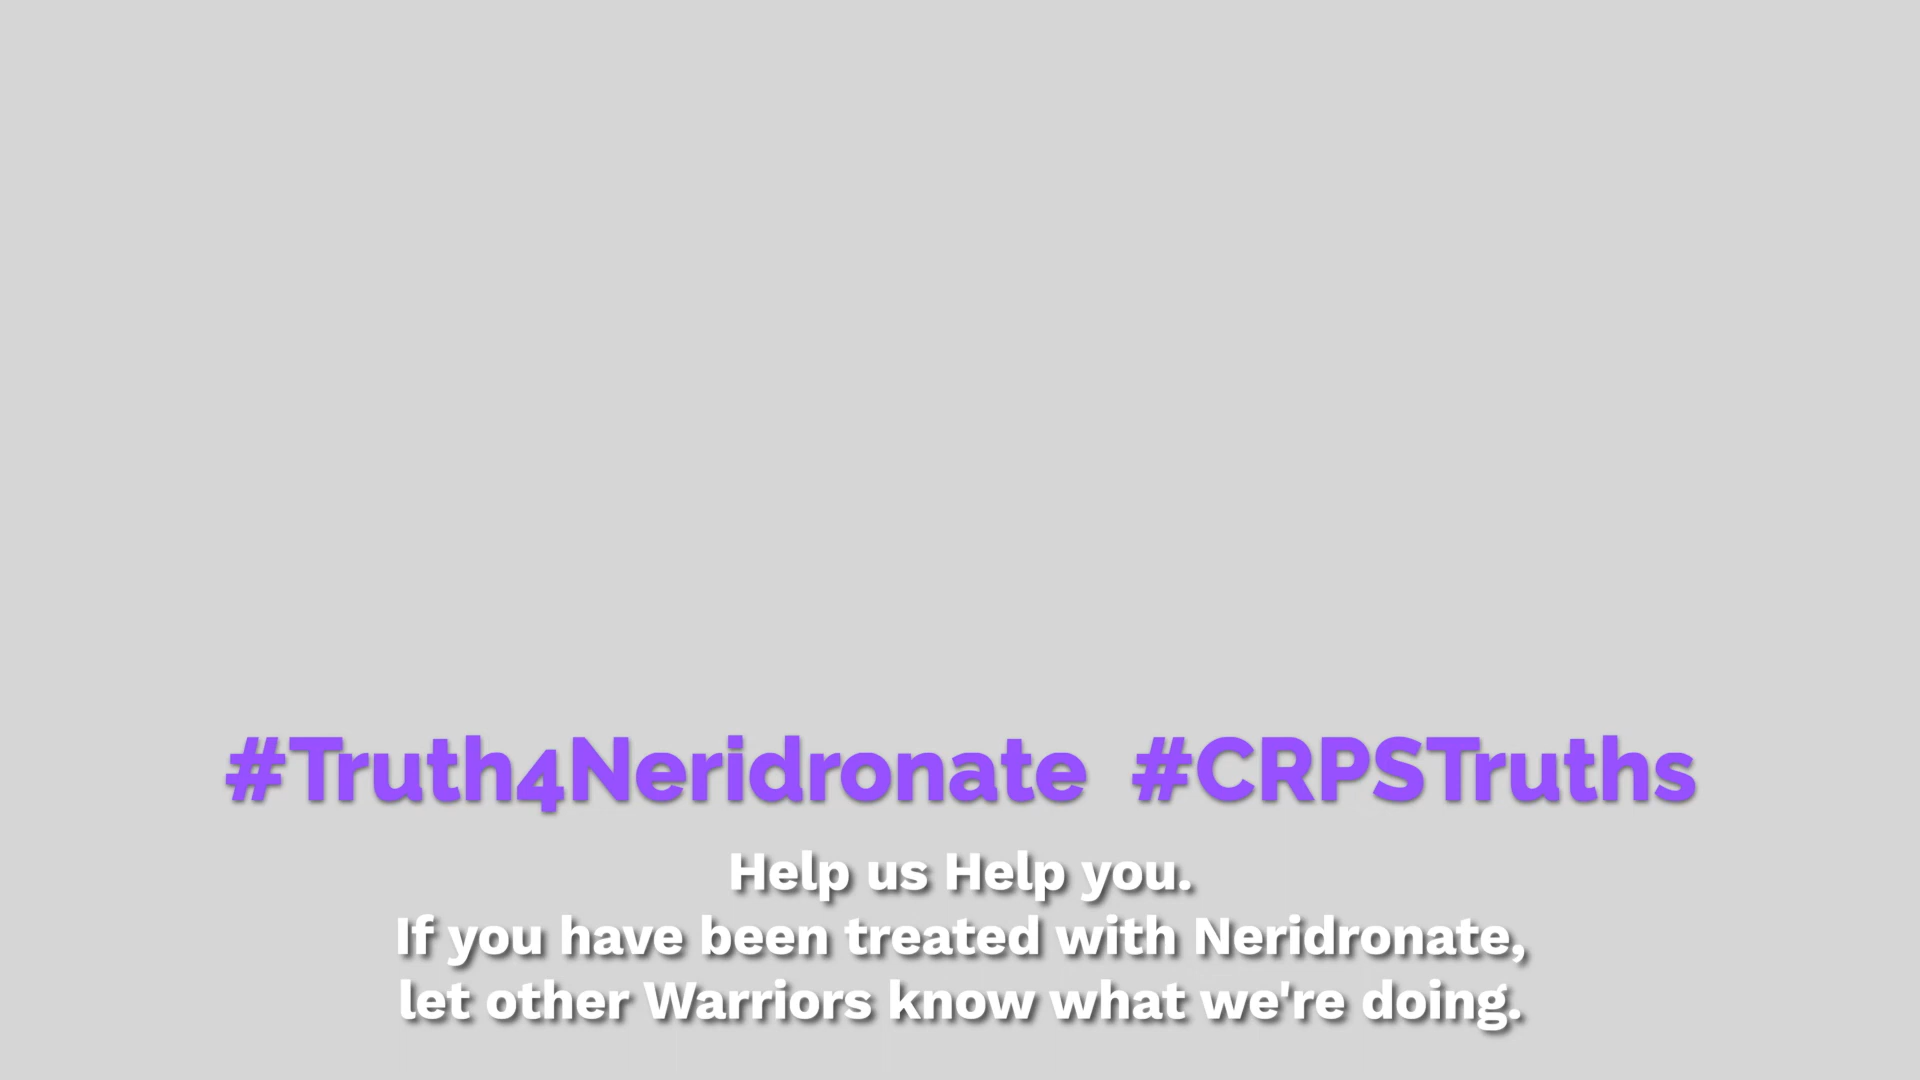 #Truth4Neridronate #CRPSTruths
Help us Help you.
If you have been treated with Neridronate,
let other Warriors know what we're doing.